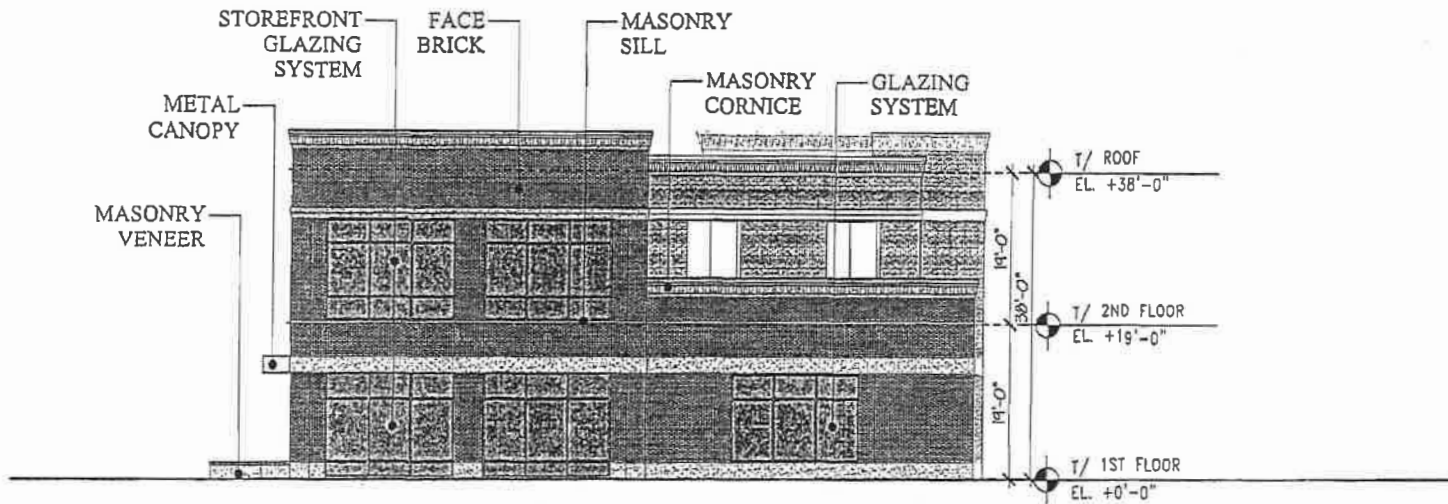 STOREFRONT
GLAZING
SYSTEM
FACE
BRICK
MASONRY
SILL
MASONRY
CORNICE
GLAZING
SYSTEM
METAL
CANOPY
MASONRY
VENEER
T/ ROOF
EL. +38'-0"
19'-0"
38'-0"
T/ 2ND FLOOR
EL. +19'-0"
19'-0"
T/ 1ST FLOOR
EL. +0'-0"